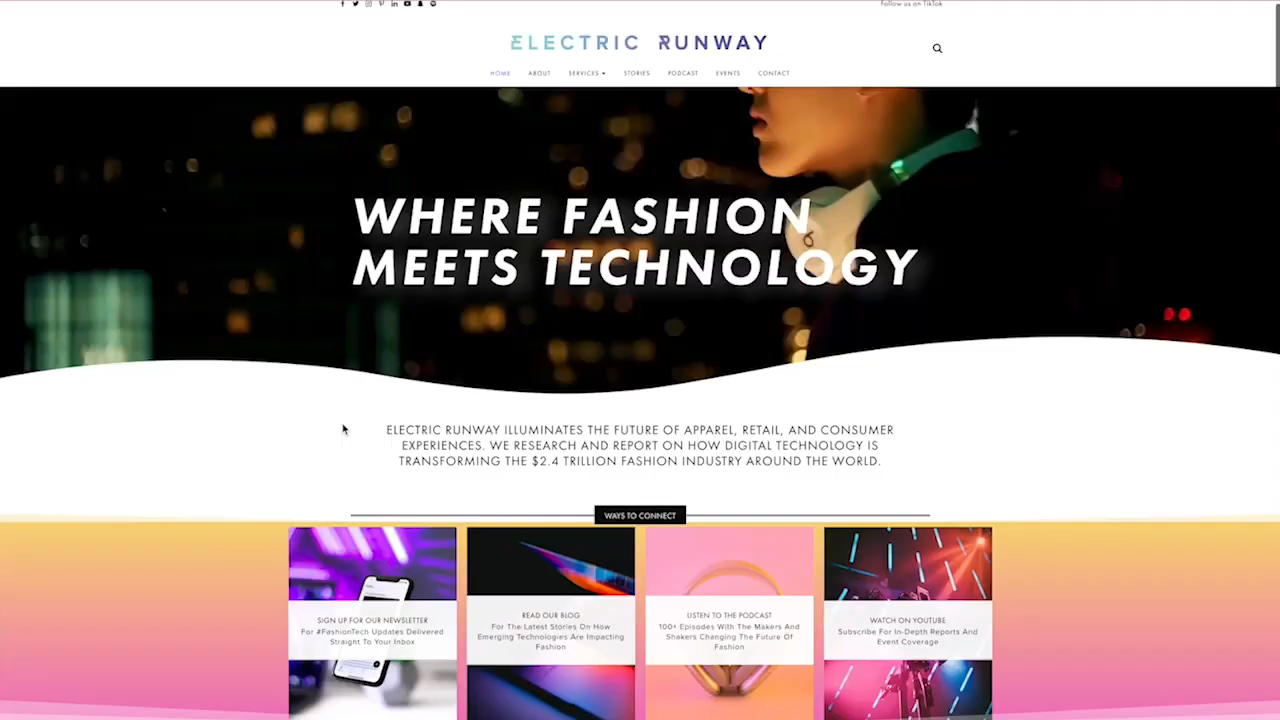 Follow us on TikTok
ELECTRIC RUNWAY
HOME ABOUT SERVICES STORIES PODCAST EVENTS CONTACT
WHERE FASHION
MEETS TECHNOLOGY
ELECTRIC RUNWAY ILLUMINATES THE FUTURE OF APPAREL, RETAIL, AND CONSUMER
EXPERIENCES. WE RESEARCH AND REPORT ON HOW DIGITAL TECHNOLOGY IS
TRANSFORMING THE $2.4 TRILLION FASHION INDUSTRY AROUND THE WORLD.
WAYS TO CONNECT
SIGN UP FOR OUR NEWSLETTER
For #FashionTech Updates Delivered
Straight To Your Inbox
READ OUR BLOG
For The Latest Stories On How
Emerging Technologies Are Impacting
Fashion
LISTEN TO THE PODCAST
100+ Episodes With The Makers And
Shakers Changing The Future Of
Fashion
WATCH ON YOUTUBE
Subscribe For In-Depth Reports And
Event Coverage